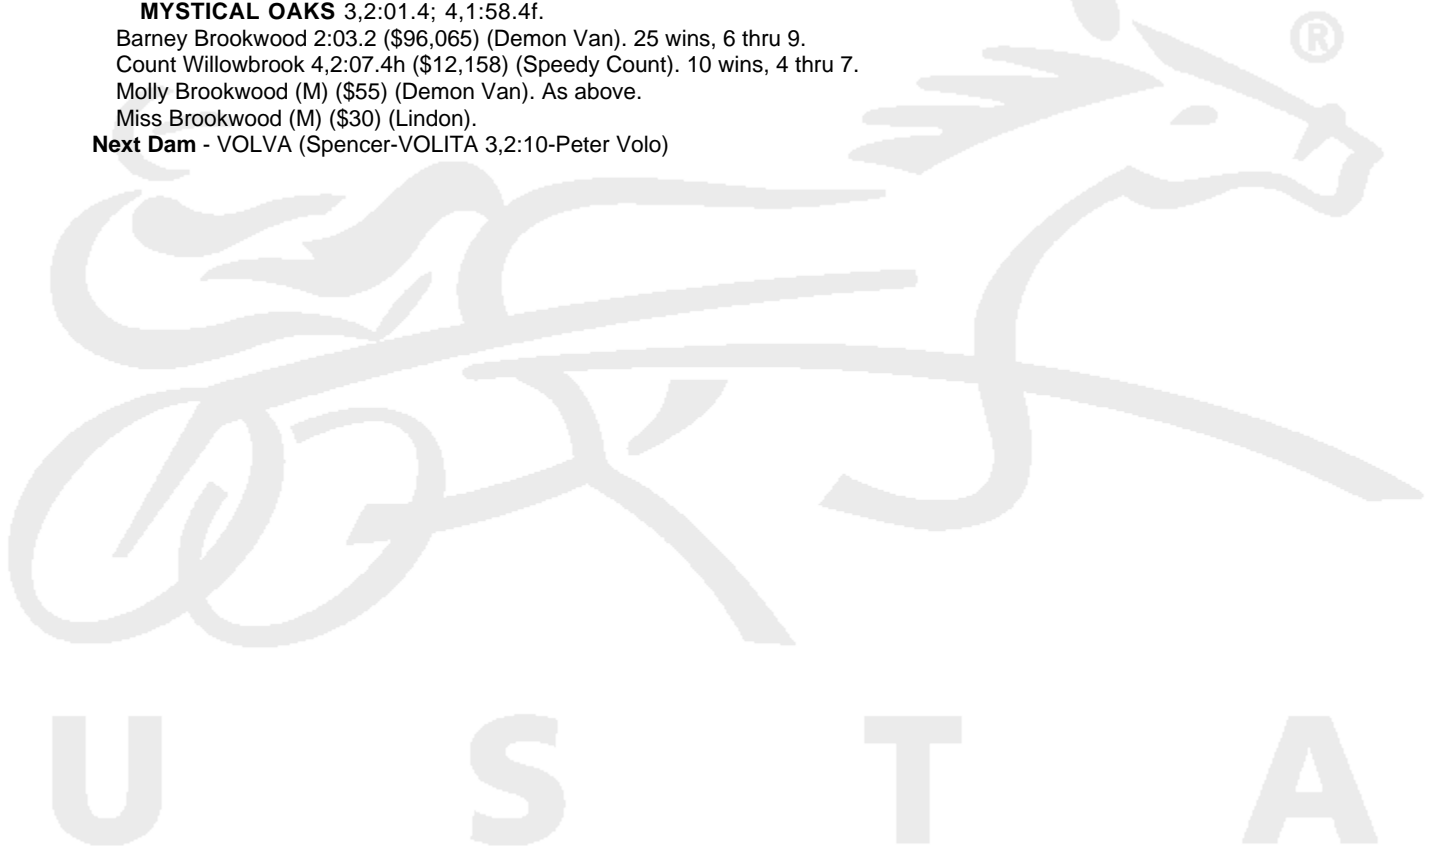 MYSTICAL OAKS 3,2:01.4; 4,1:58.4f.
Barney Brookwood 2:03.2 ($96,065) (Demon Van). 25 wins, 6 thru 9.
Count Willowbrook 4,2:07.4h ($12,158) (Speedy Count). 10 wins, 4 thru 7.
Molly Brookwood (M) ($55) (Demon Van). As above.
Miss Brookwood (M) ($30) (Lindon).
Next Dam - VOLVA (Spencer-VOLITA 3,2:10-Peter Volo)
®
U S T A